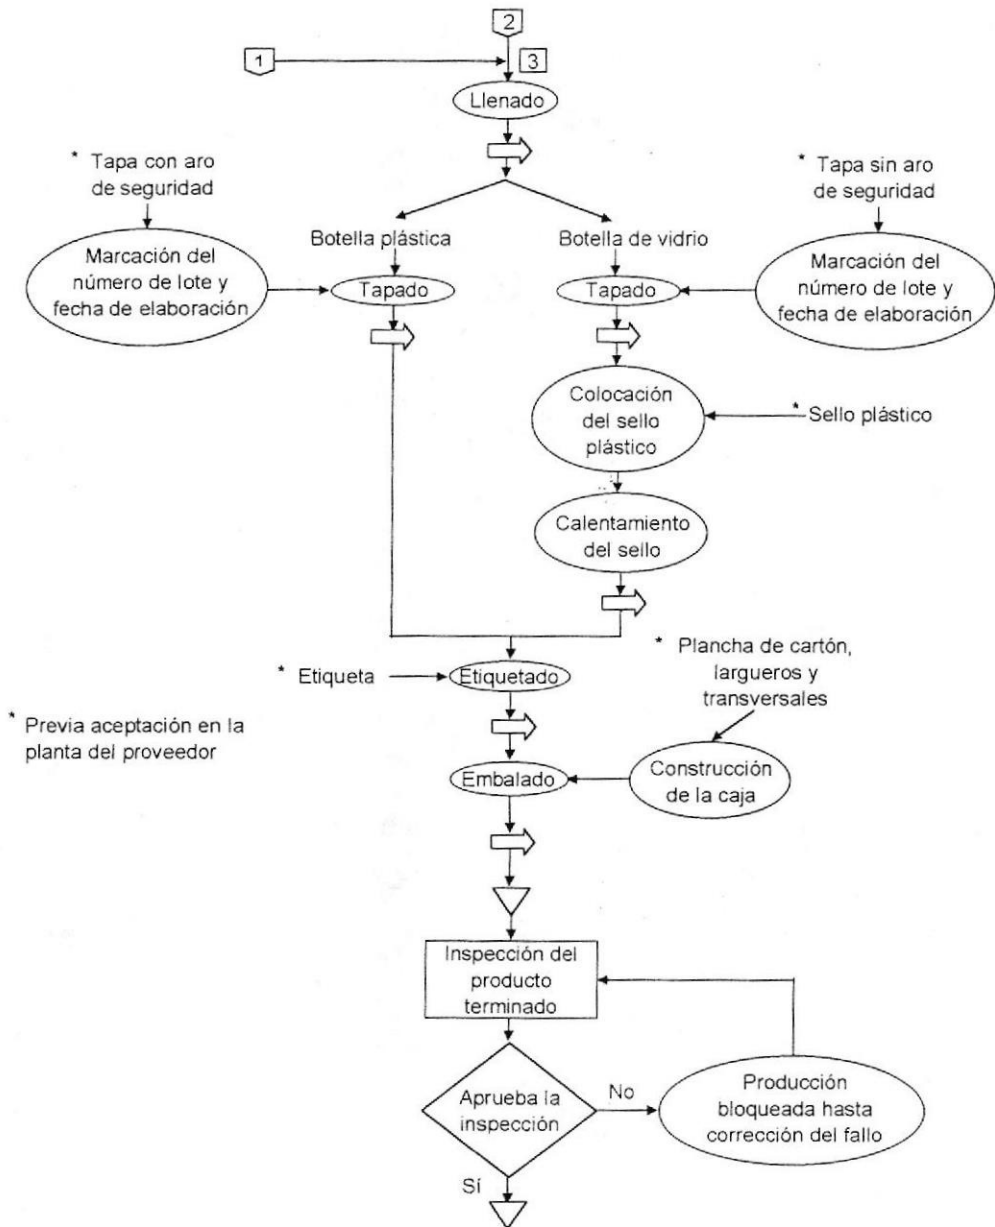 2
1
3
Llenado
* Tapa con aro
de seguridad
* Tapa sin aro
de seguridad
Botella plástica
Botella de vidrio
Marcación del
número de lote y
fecha de elaboración
Tapado
Tapado
Marcación del
número de lote y
fecha de elaboración
Colocación
del sello
plástico
* Sello plástico
Calentamiento
del sello
* Plancha de cartón,
largueros y
transversales
* Etiqueta
Etiquetado
* Previa aceptación en la
planta del proveedor
Embalado
Construcción
de la caja
Inspección del
producto
terminado
Aprueba la
inspección
No
Producción
bloqueada hasta
corrección del fallo
Sí